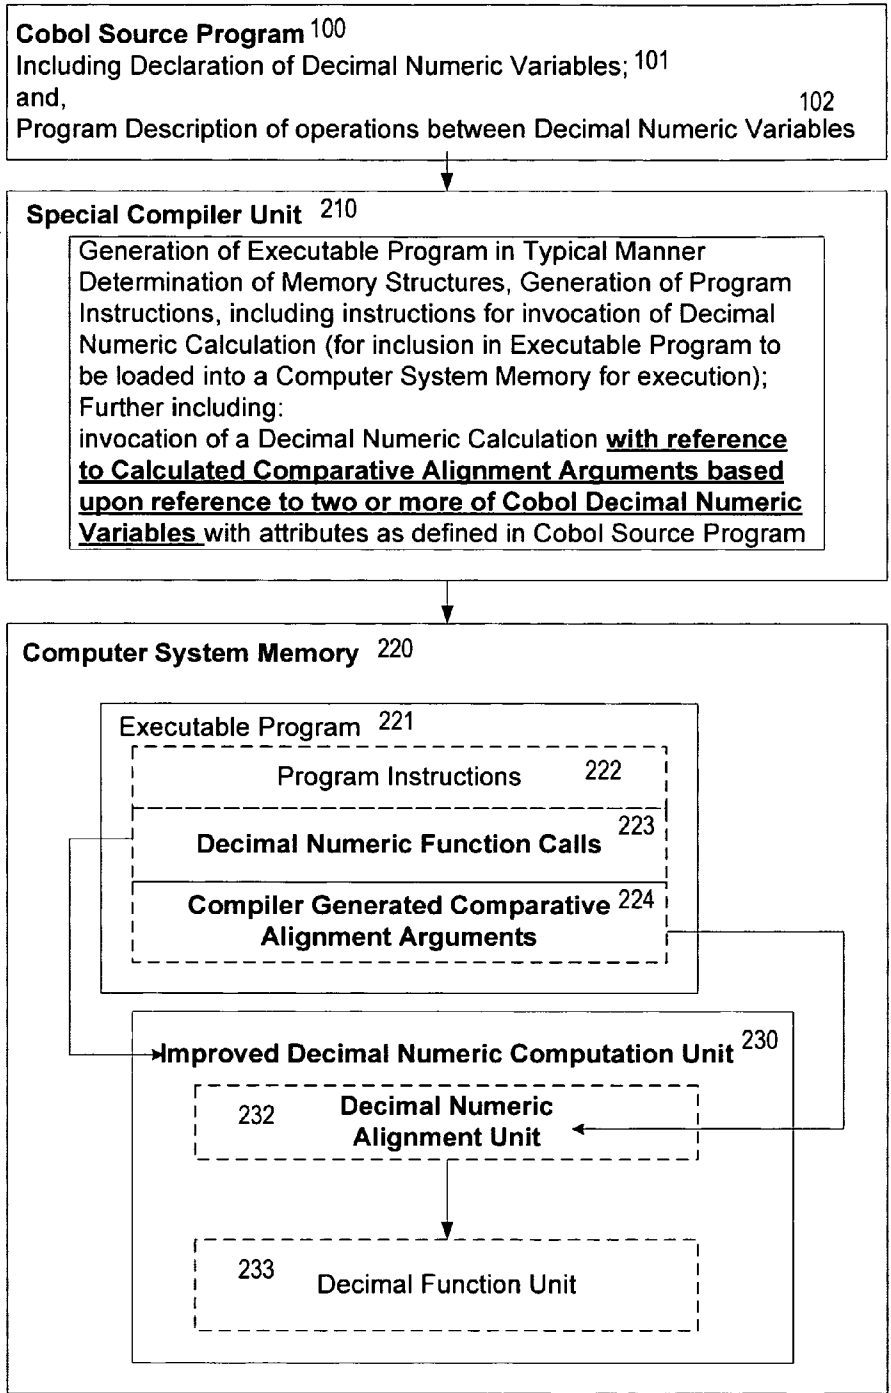 Cobol Source Program 100
Including Declaration of Decimal Numeric Variables; 101
and,
102
Program Description of operations between Decimal Numeric Variables
Special Compiler Unit 210
Generation of Executable Program in Typical Manner
Determination of Memory Structures, Generation of Program
Instructions, including instructions for invocation of Decimal
Numeric Calculation (for inclusion in Executable Program to
be loaded into a Computer System Memory for execution);
Further including:
invocation of a Decimal Numeric Calculation with reference
to Calculated Comparative Alignment Arguments based
upon reference to two or more of Cobol Decimal Numeric
Variables with attributes as defined in Cobol Source Program
Computer System Memory 220
Executable Program 221
Program Instructions 222
Decimal Numeric Function Calls 223
Compiler Generated Comparative 224
Alignment Arguments
Improved Decimal Numeric Computation Unit 230
232 Decimal Numeric
Alignment Unit
233 Decimal Function Unit